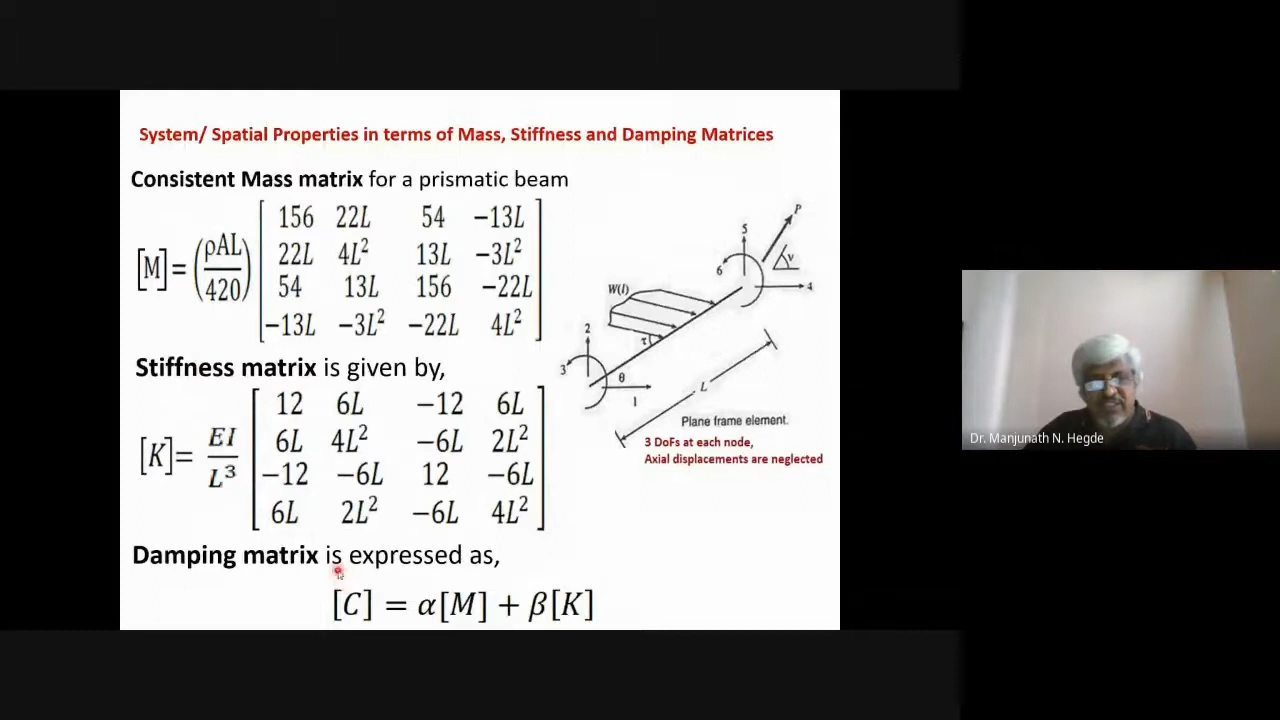 System/ Spatial Properties in terms of Mass, Stiffness and Damping Matrices
Consistent Mass matrix for a prismatic beam
[M]= (ρAL/420) [156 22L 54 −13L
22L 4L² 13L −3L²
54 13L 156 −22L
−13L −3L² −22L 4L²]
Stiffness matrix is given by,
[K]= EI/L³ [12 6L −12 6L
6L 4L² −6L 2L²
−12 −6L 12 −6L
6L 2L² −6L 4L²]
Damping matrix is expressed as,
[C] = α[M] + β[K]
P
5
6
ν
4
W(l)
τ
2
3
θ
1
L
Plane frame element.
3 DoFs at each node,
Axial displacements are neglected
Dr. Manjunath N. Hegde